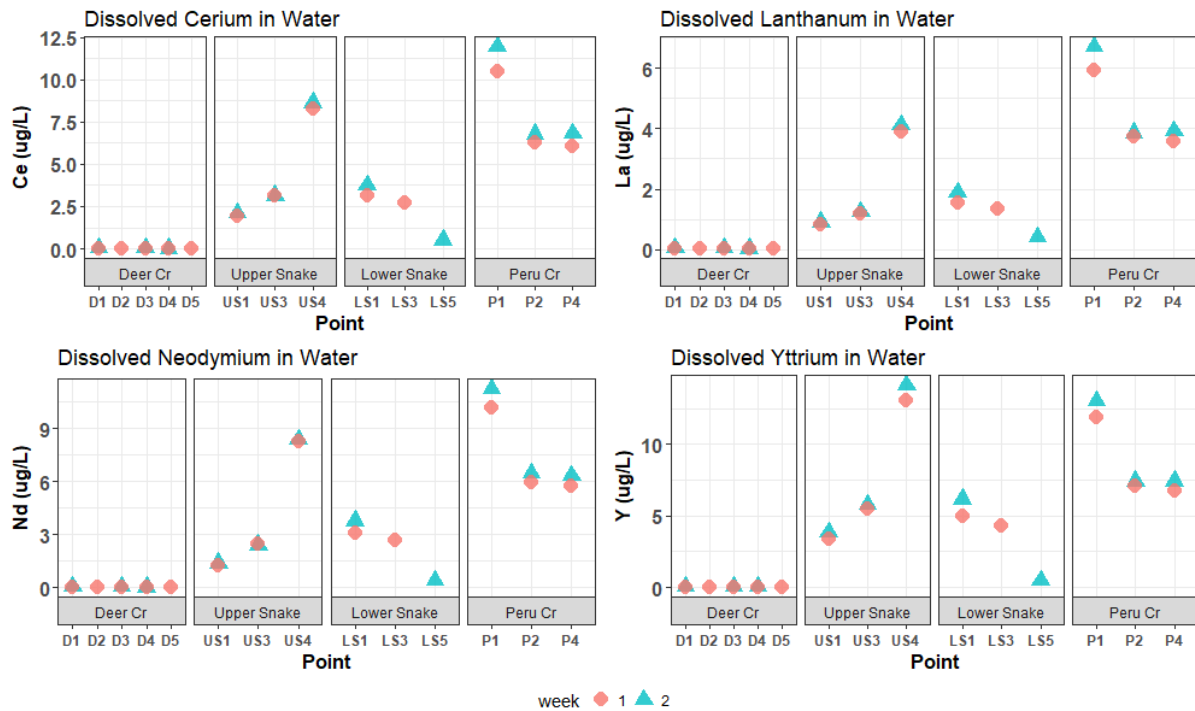 Dissolved Cerium in Water
Ce (ug/L)
12.5
10.0
7.5
5.0
2.5
0.0
Deer Cr Upper Snake Lower Snake Peru Cr
D1 D2 D3 D4 D5 US1 US3 US4 LS1 LS3 LS5 P1 P2 P4
Point
Dissolved Lanthanum in Water
La (ug/L)
6
4
2
0
Deer Cr Upper Snake Lower Snake Peru Cr
D1 D2 D3 D4 D5 US1 US3 US4 LS1 LS3 LS5 P1 P2 P4
Point
Dissolved Neodymium in Water
Nd (ug/L)
9
6
3
0
Deer Cr Upper Snake Lower Snake Peru Cr
D1 D2 D3 D4 D5 US1 US3 US4 LS1 LS3 LS5 P1 P2 P4
Point
Dissolved Yttrium in Water
Y (ug/L)
10
5
0
Deer Cr Upper Snake Lower Snake Peru Cr
D1 D2 D3 D4 D5 US1 US3 US4 LS1 LS3 LS5 P1 P2 P4
Point
week 1 2